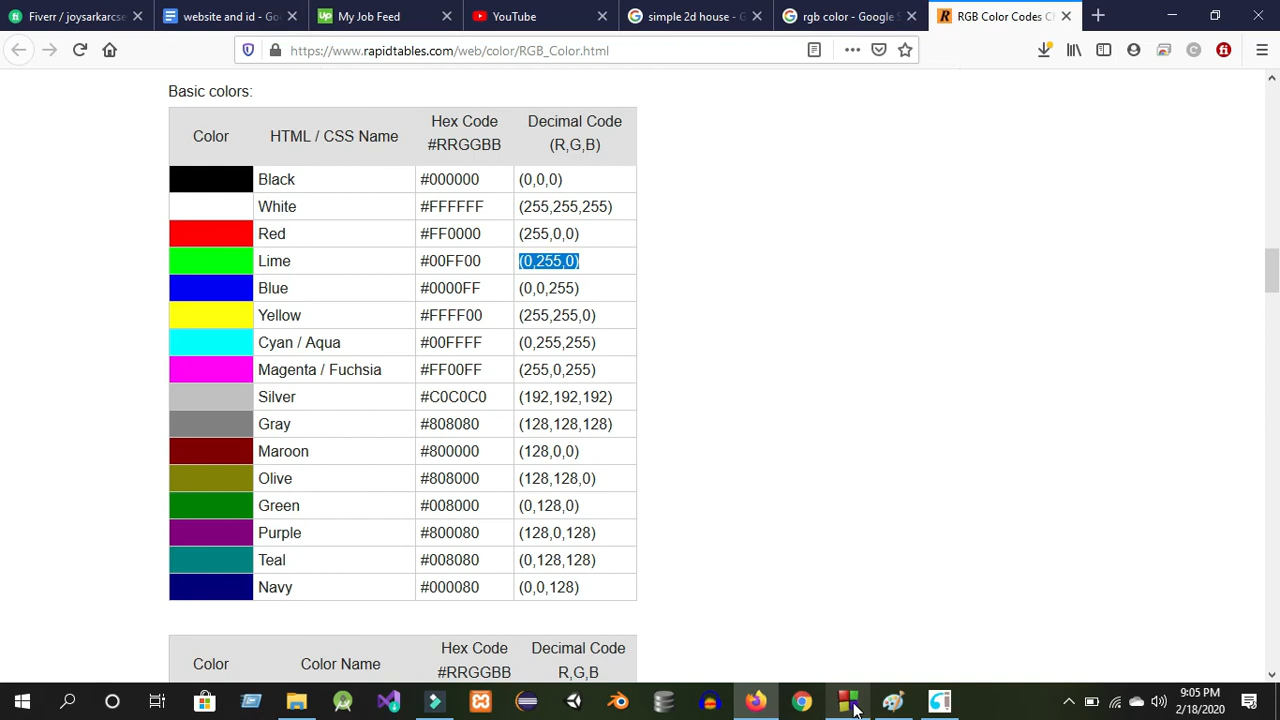 Fiverr / joysarkarcse
website and id - Goo
My Job Feed
YouTube
simple 2d house - Go
rgb color - Google S
RGB Color Codes C
https://www.rapidtables.com/web/color/RGB_Color.html
Basic colors:
Color HTML / CSS Name Hex Code #RRGGBB Decimal Code (R,G,B)
Black #000000 (0,0,0)
White #FFFFFF (255,255,255)
Red #FF0000 (255,0,0)
Lime #00FF00 (0,255,0)
Blue #0000FF (0,0,255)
Yellow #FFFF00 (255,255,0)
Cyan / Aqua #00FFFF (0,255,255)
Magenta / Fuchsia #FF00FF (255,0,255)
Silver #C0C0C0 (192,192,192)
Gray #808080 (128,128,128)
Maroon #800000 (128,0,0)
Olive #808000 (128,128,0)
Green #008000 (0,128,0)
Purple #800080 (128,0,128)
Teal #008080 (0,128,128)
Navy #000080 (0,0,128)
Color Color Name Hex Code #RRGGBB Decimal Code R,G,B
9:05 PM
2/18/2020